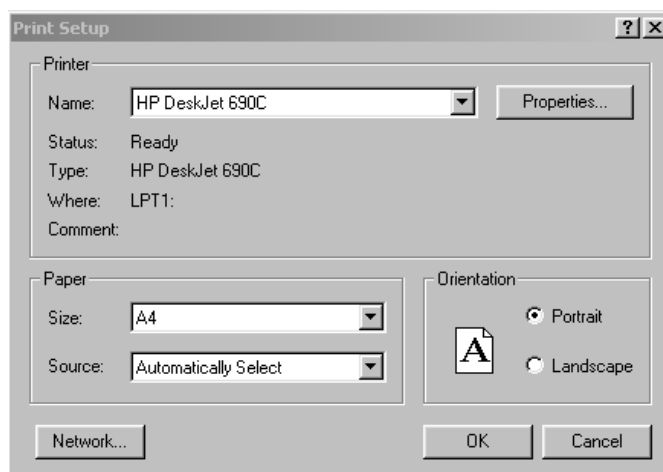 Print Setup
Printer
Name: HP DeskJet 690C Properties...
Status: Ready
Type: HP DeskJet 690C
Where: LPT1:
Comment:
Paper
Size: A4
Source: Automatically Select
Orientation
A
Portrait
Landscape
Network... OK Cancel